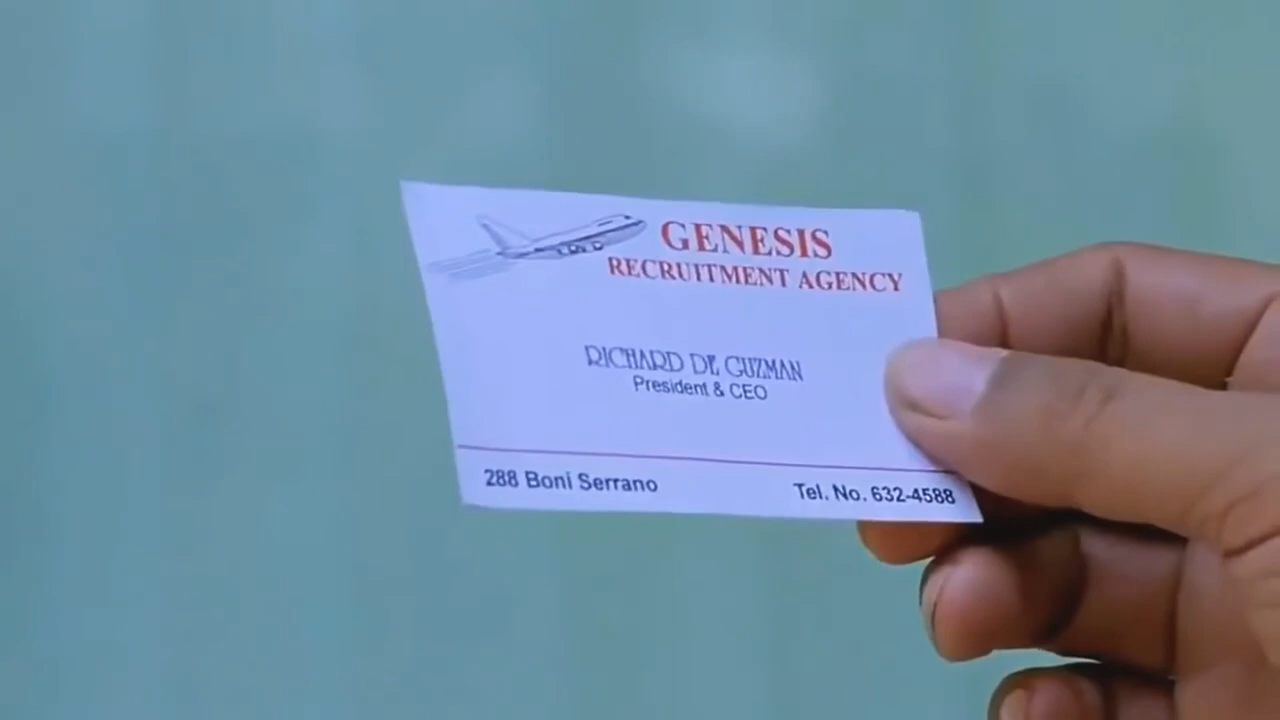 GENESIS
RECRUITMENT AGENCY
RICHARD DE GUZMAN
President & CEO
288 Boni Serrano
Tel. No. 632-4588